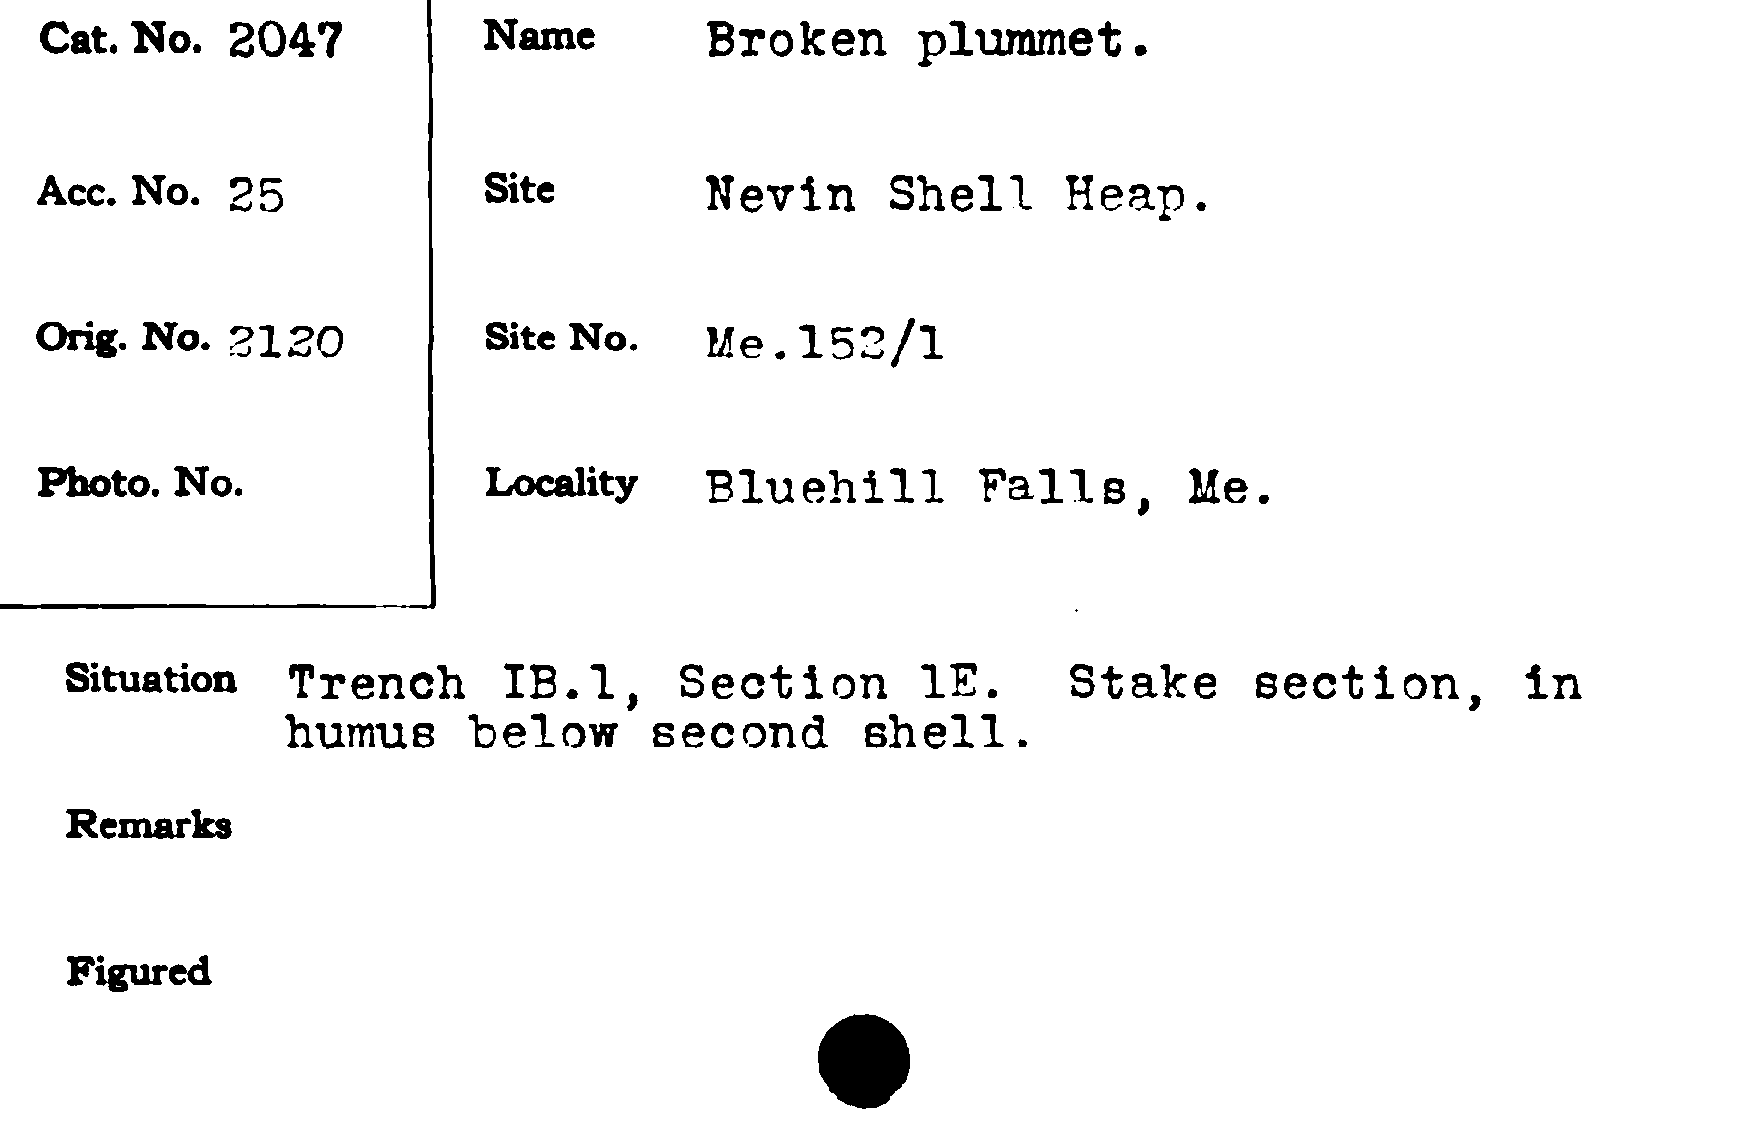 Cat. No. 2047
Name Broken plummet.
Acc. No. 25
Site Nevin Shell Heap.
Orig. No. 2120
Site No. Me.152/1
Photo. No.
Locality Bluehill Falls, Me.
Situation Trench IB.1, Section 1E. Stake section, in
humus below second shell.
Remarks
Figured